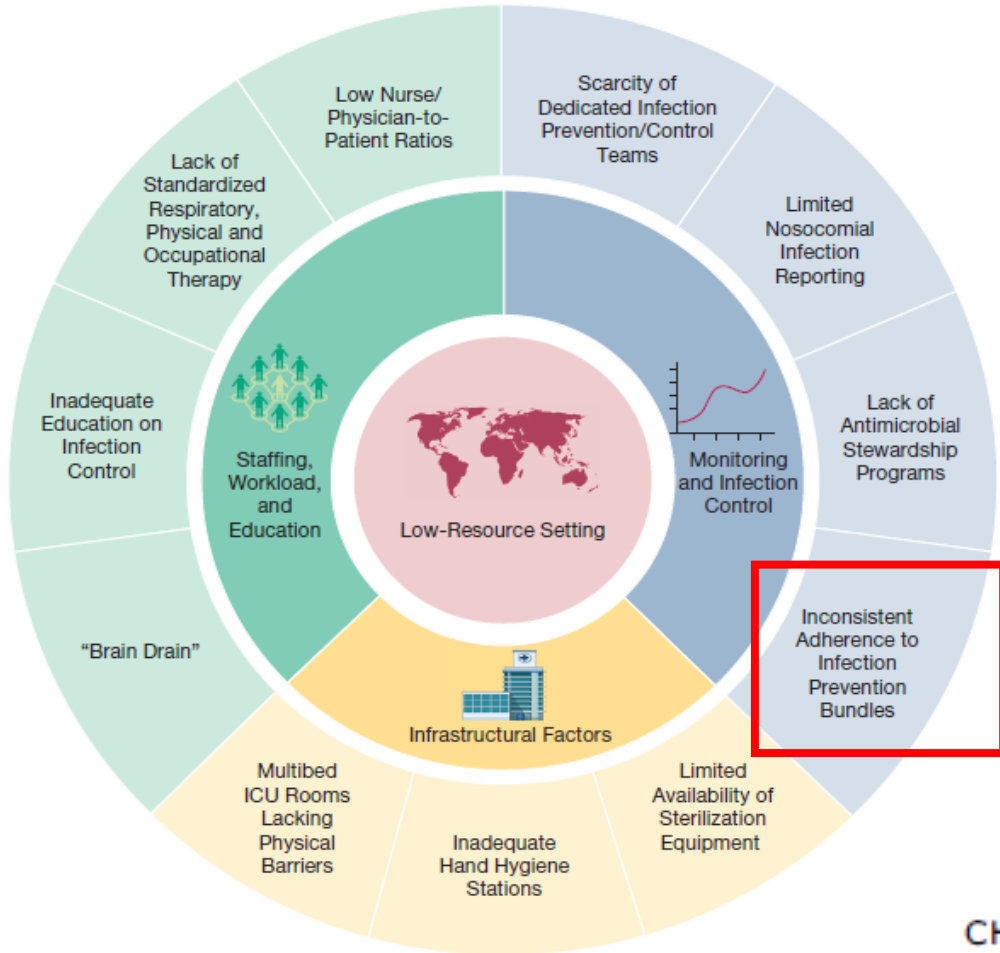 Low Nurse/
Physician-to-
Patient Ratios
Scarcity of
Dedicated Infection
Prevention/Control
Teams
Lack of
Standardized
Respiratory,
Physical and
Occupational
Therapy
Limited
Nosocomial
Infection
Reporting
Inadequate
Education on
Infection
Control
Lack of
Antimicrobial
Stewardship
Programs
Staffing,
Workload,
and
Education
Low-Resource Setting
Monitoring
and Infection
Control
"Brain Drain"
Inconsistent
Adherence to
Infection
Prevention
Bundles
Infrastructural Factors
Multibed
ICU Rooms
Lacking
Physical
Barriers
Inadequate
Hand Hygiene
Stations
Limited
Availability of
Sterilization
Equipment
CH